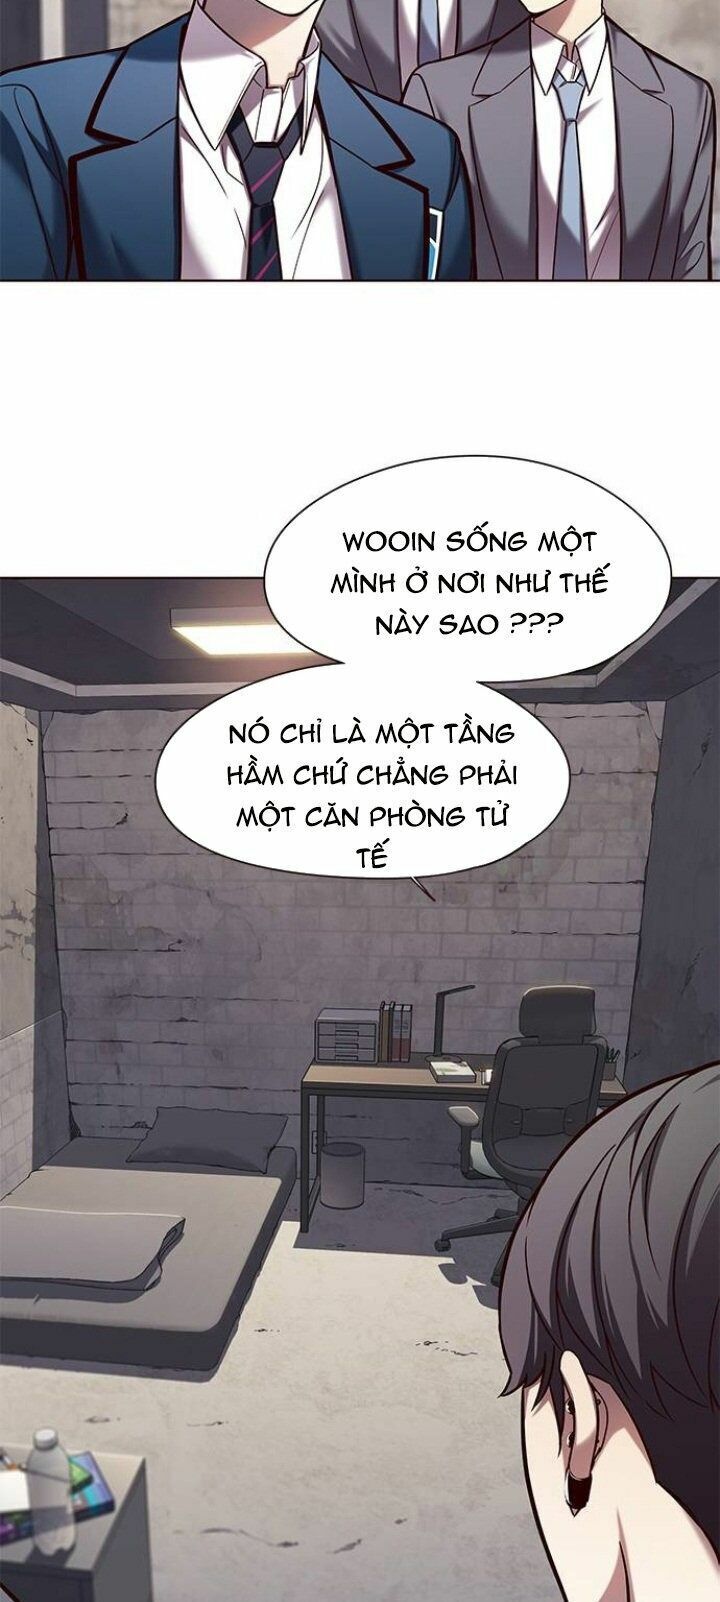 WOOIN SỐNG MỘT
MÌNH Ở NƠI NHƯ THẾ
NÀY SAO ???
NÓ CHỈ LÀ MỘT TẦNG
HẦM CHỨ CHẲNG PHẢI
MỘT CĂN PHÒNG TỬ
TẾ